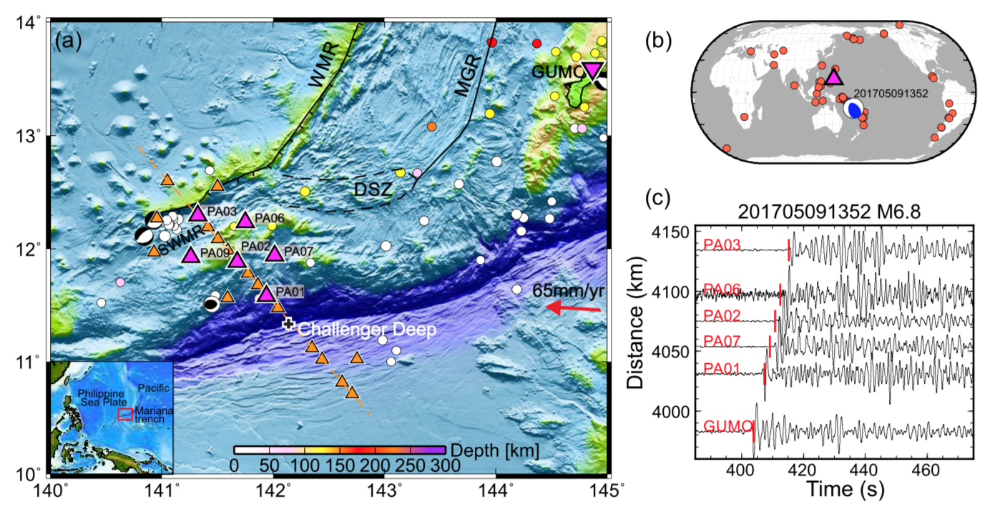 (a)
14°
13°
12°
11°
10°
140°
141°
142°
143°
144°
145°
WMR
MGR
GUMO
DSZ
PA03
PA06
SWMR
PA02
PA09
PA07
PA01
65mm/yr
Challenger Deep
Philippine
Sea Plate
Pacific
Mariana
trench
Depth [km]
0 50 100 150 200 250 300
(b)
201705091352
(c)
201705091352 M6.8
Distance (km)
4150
4100
4050
4000
PA03
PA06
PA02
PA07
PA01
GUMO
400 420 440 460
Time (s)